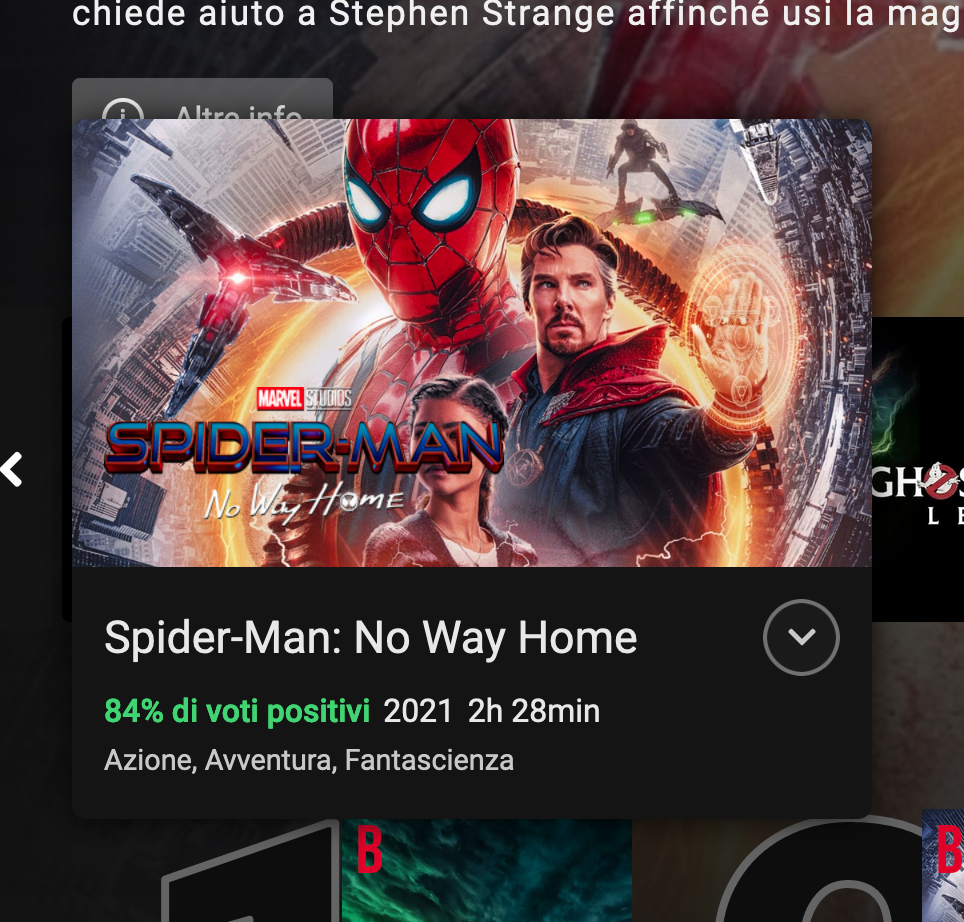 chiede aiuto a Stephen Strange affinché usi la mag
Altre info
MARVEL STUDIOS
SPIDER-MAN
No Way Home
GHOS
L E
Spider-Man: No Way Home
84% di voti positivi 2021 2h 28min
Azione, Avventura, Fantascienza
B
B